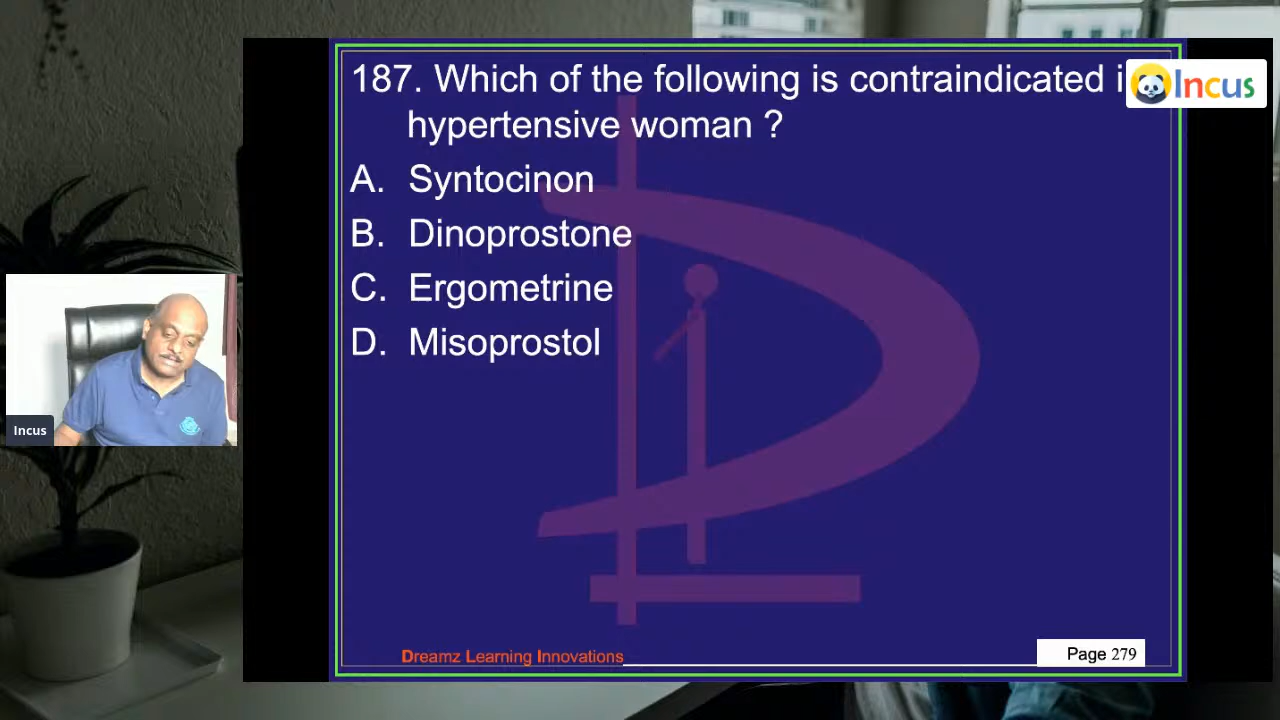 187. Which of the following is contraindicated
Incus
hypertensive woman ?
A. Syntocinon
B. Dinoprostone
C. Ergometrine
D. Misoprostol
Incus
Dreamz Learning Innovations
Page 279